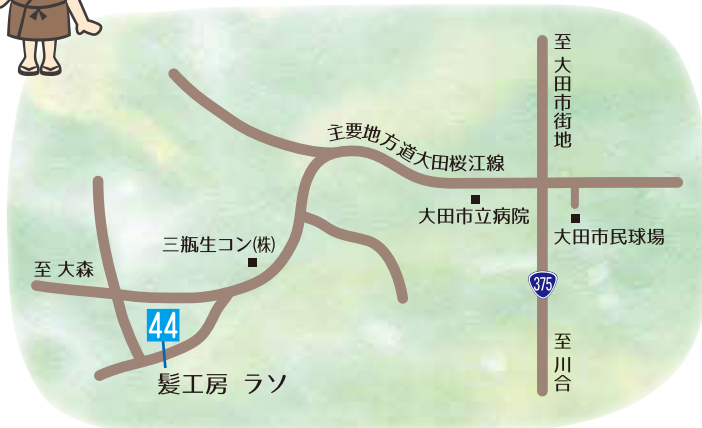 至 大田市街地
主要地方道大田桜江線
大田市立病院
大田市民球場
三瓶生コン(株)
至 大森
375
44
至 川合
髪工房 ラソ